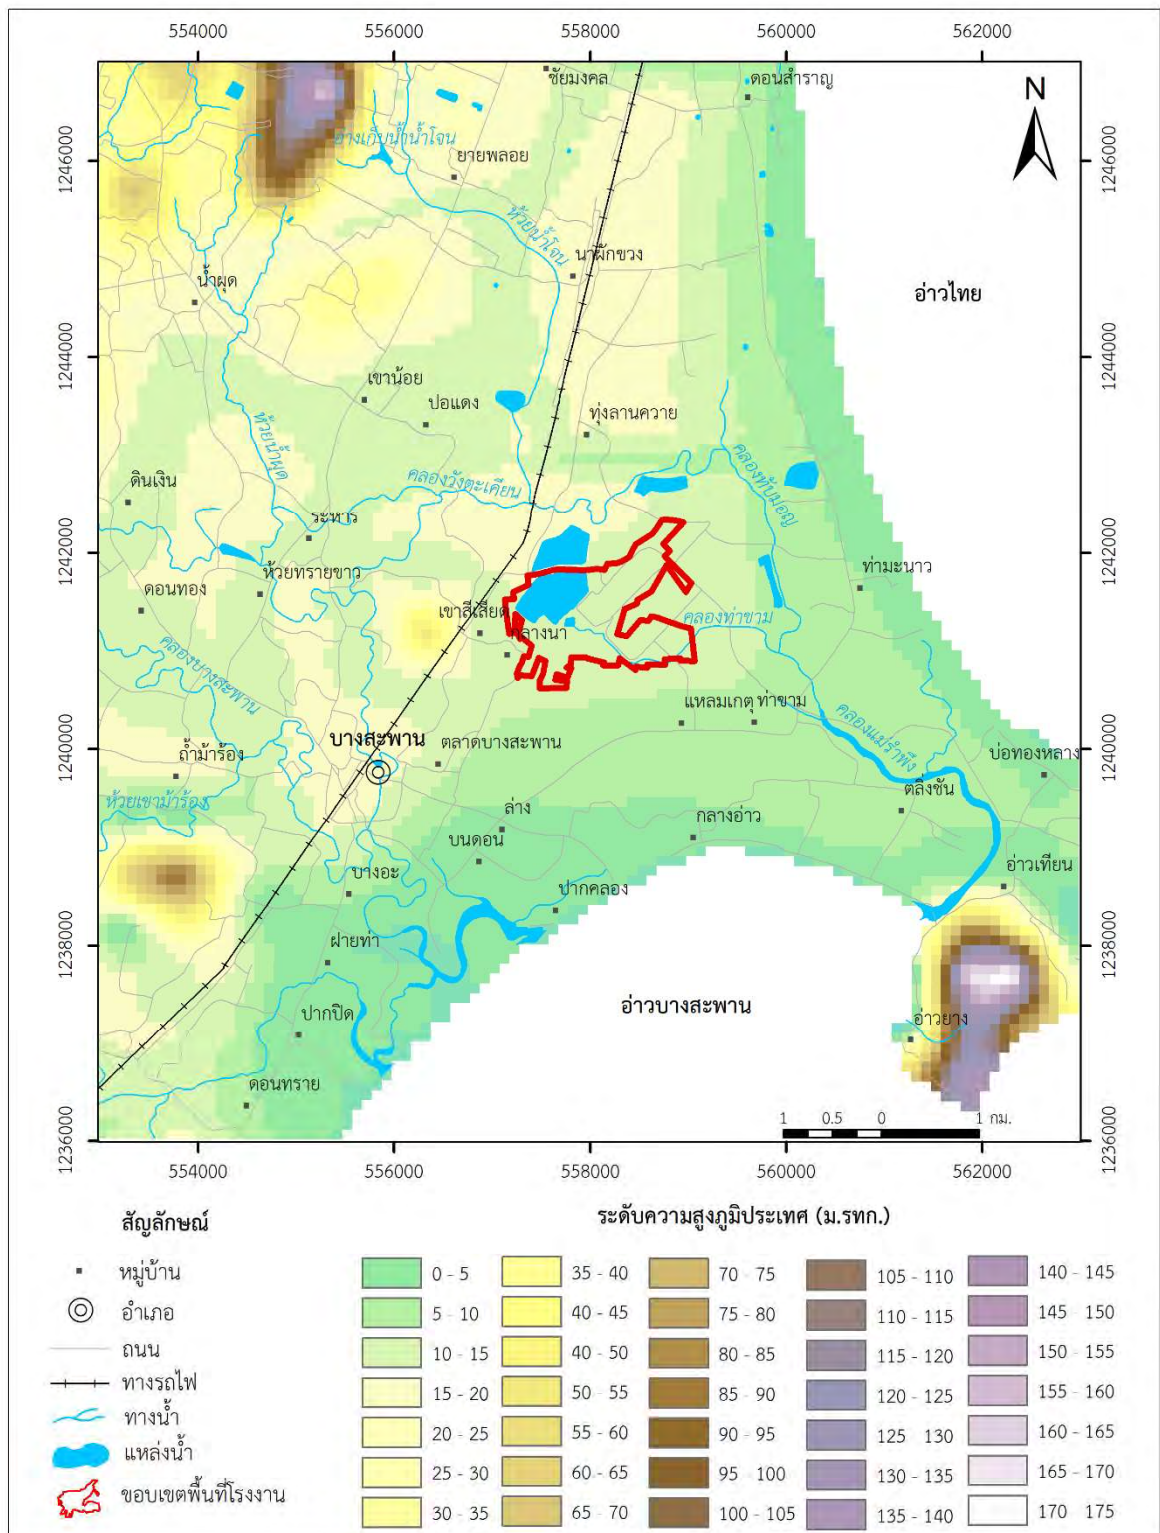 554000 556000 558000 560000 562000
ชัยมงคล
ดอนสำราญ
N
อ่างเก็บน้ำน้ำโจน
1246000
1246000
ยายพลอย
ห้วยน้ำโจน
นาผักขวง
น้ำผุด
อ่าวไทย
1244000
1244000
เขาน้อย
ปอแดง
ทุ่งลานควาย
ห้วยน้ำผุด
คลองวังตะเคียน
คลองทับมอญ
ดินเงิน
ระหาร
1242000
1242000
ห้วยทรายขาว
ท่ามะนาว
ดอนทอง
เขาสีเสียด
กลางนา
คลองท่าขาม
คลองบางสะพาน
แหลมเกตุ
ท่าขาม
คลองแม่รำพึง
บางสะพาน
ตลาดบางสะพาน
1240000
1240000
ถ้ำม้าร้อง
บ่อทองหลาง
ห้วยเขาม้าร้อง
ตลิ่งชัน
ล่าง
กลางอ่าว
บนดอน
อ่าวเทียน
บางอะ
ปากคลอง
ฝายท่า
1238000
1238000
อ่าวบางสะพาน
ปากปิด
อ่าวยาง
ดอนทราย
1 0.5 0 1 กม.
1236000
1236000
554000 556000 558000 560000 562000
สัญลักษณ์
หมู่บ้าน
อำเภอ
ถนน
ทางรถไฟ
ทางน้ำ
แหล่งน้ำ
ขอบเขตพื้นที่โรงงาน
ระดับความสูงภูมิประเทศ (ม.รทก.)
0 - 5
5 - 10
10 - 15
15 - 20
20 - 25
25 - 30
30 - 35
35 - 40
40 - 45
40 - 50
50 - 55
55 - 60
60 - 65
65 - 70
70 - 75
75 - 80
80 - 85
85 - 90
90 - 95
95 - 100
100 - 105
105 - 110
110 - 115
115 - 120
120 - 125
125 - 130
130 - 135
135 - 140
140 - 145
145 - 150
150 - 155
155 - 160
160 - 165
165 - 170
170 - 175